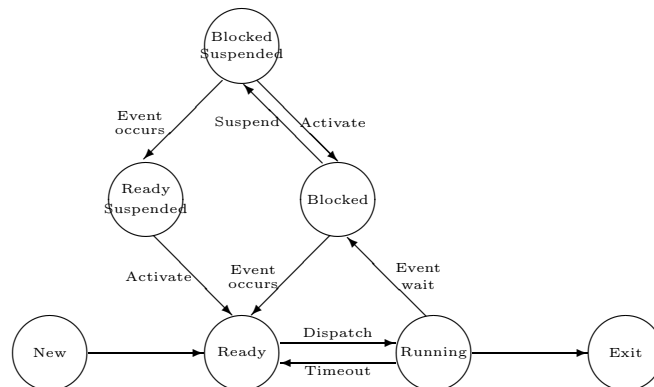 Blocked
Suspended
Event
occurs
Suspend
Activate
Ready
Suspended
Blocked
Activate
Event
occurs
Event
wait
New
Ready
Dispatch
Timeout
Running
Exit